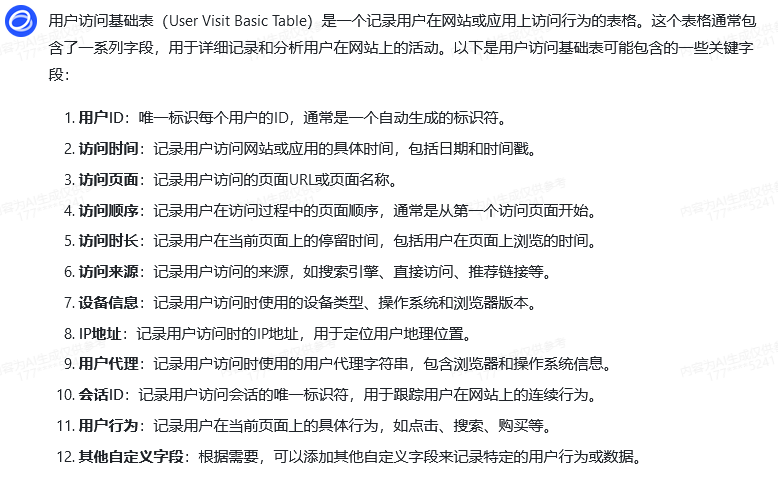 用户访问基础表（User Visit Basic Table）是一个记录用户在网站或应用上访问行为的表格。这个表格通常包
含了一系列字段，用于详细记录和分析用户在网站上的活动。以下是用户访问基础表可能包含的一些关键字
段：
1. 用户ID：唯一标识每个用户的ID，通常是一个自动生成的标识符。
2. 访问时间：记录用户访问网站或应用的具体时间，包括日期和时间戳。
3. 访问页面：记录用户访问的页面URL或页面名称。
4. 访问顺序：记录用户在访问过程中的页面顺序，通常是从第一个访问页面开始。
5. 访问时长：记录用户在当前页面上的停留时间，包括用户在页面上浏览的时间。
6. 访问来源：记录用户访问的来源，如搜索引擎、直接访问、推荐链接等。
7. 设备信息：记录用户访问时使用的设备类型、操作系统和浏览器版本。
8. IP地址：记录用户访问时的IP地址，用于定位用户地理位置。
9. 用户代理：记录用户访问时使用的用户代理字符串，包含浏览器和操作系统信息。
10. 会话ID：记录用户访问会话的唯一标识符，用于跟踪用户在网站上的连续行为。
11. 用户行为：记录用户在当前页面上的具体行为，如点击、搜索、购买等。
12. 其他自定义字段：根据需要，可以添加其他自定义字段来记录特定的用户行为或数据。